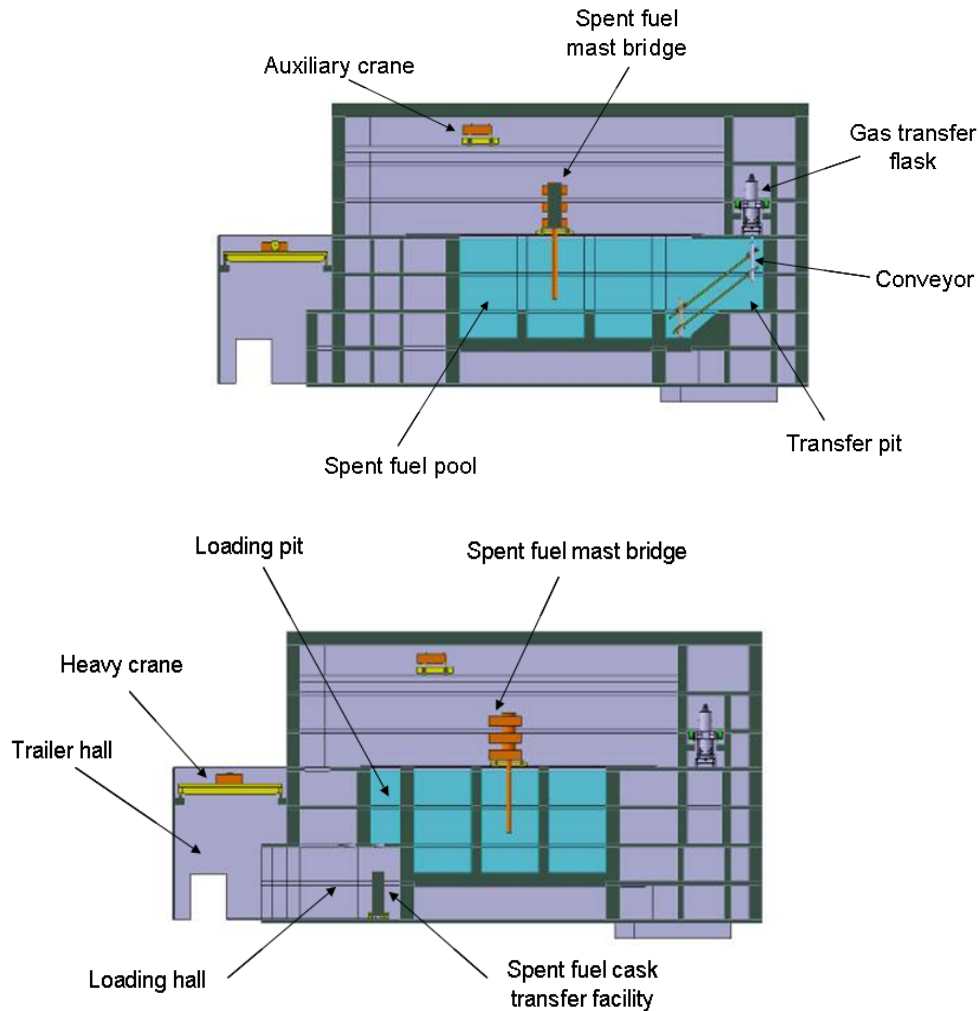 Spent fuel
mast bridge
Auxiliary crane
Gas transfer
flask
Conveyor
Transfer pit
Spent fuel pool
Loading pit
Spent fuel mast bridge
Heavy crane
Trailer hall
Loading hall
Spent fuel cask
transfer facility